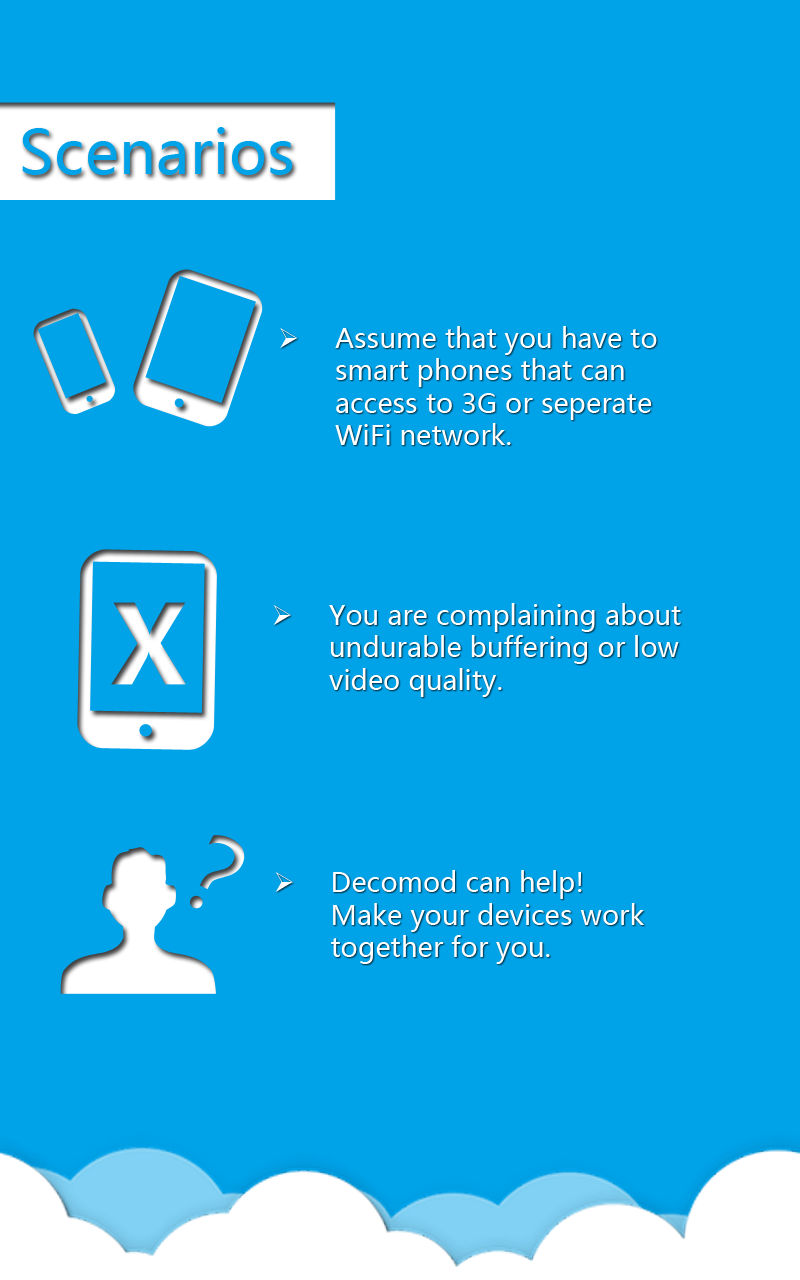 Scenarios
Assume that you have to
smart phones that can
access to 3G or seperate
WiFi network.
X
You are complaining about
undurable buffering or low
video quality.
?
Decomod can help!
Make your devices work
together for you.